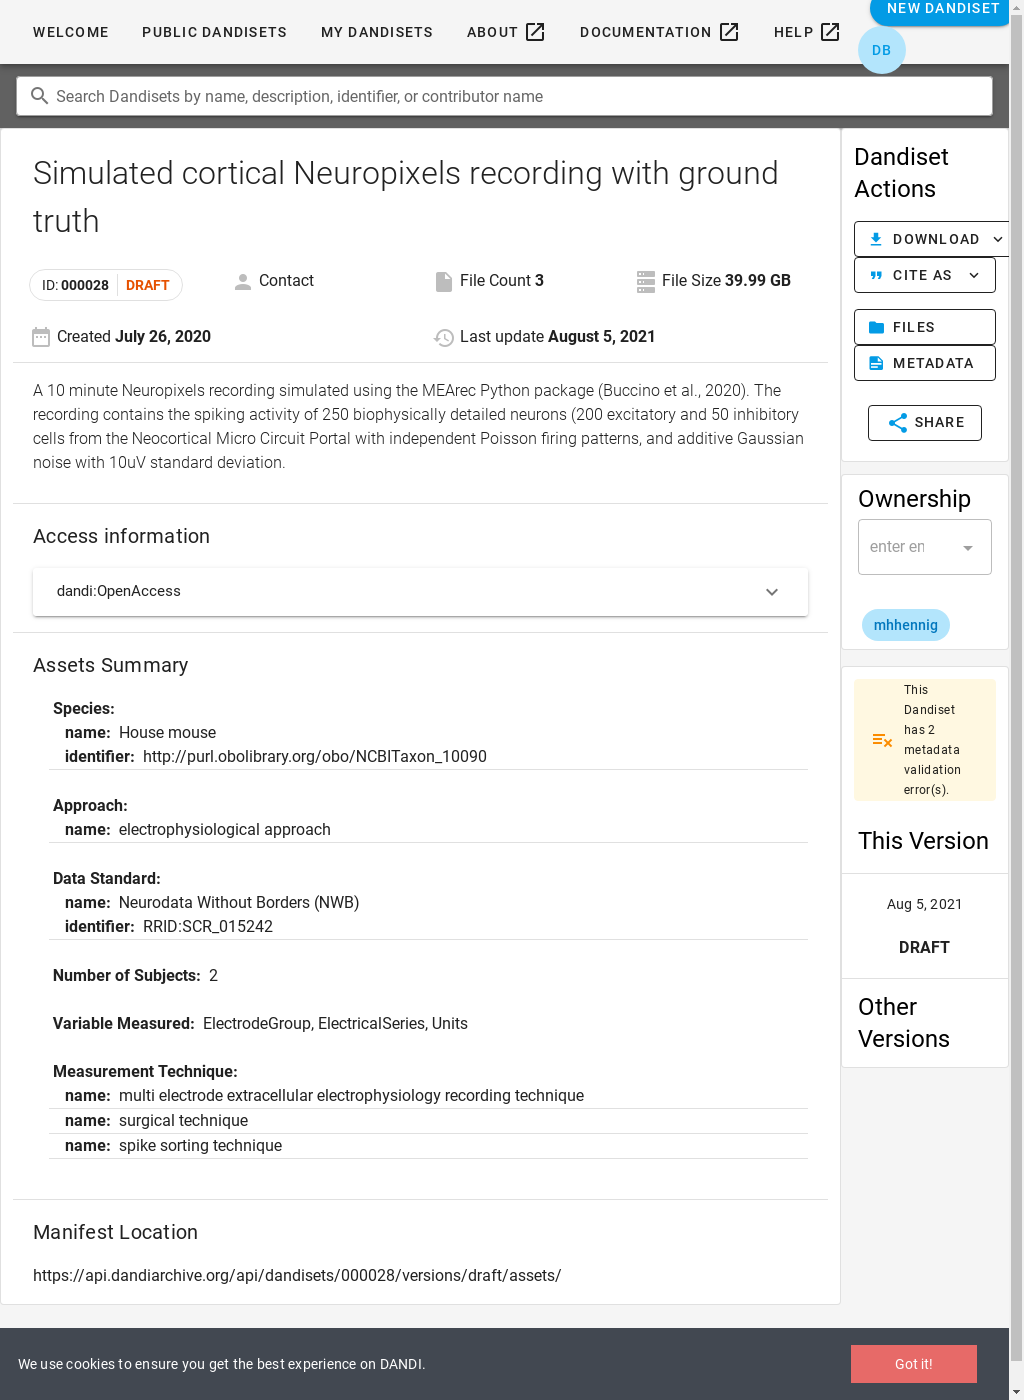 WELCOME PUBLIC DANDISETS MY DANDISETS ABOUT DOCUMENTATION HELP NEW DANDISET
DB
Search Dandisets by name, description, identifier, or contributor name
Simulated cortical Neuropixels recording with ground
truth
ID: 000028 DRAFT Contact File Count 3 File Size 39.99 GB
Created July 26, 2020 Last update August 5, 2021
A 10 minute Neuropixels recording simulated using the MEArec Python package (Buccino et al., 2020). The
recording contains the spiking activity of 250 biophysically detailed neurons (200 excitatory and 50 inhibitory
cells from the Neocortical Micro Circuit Portal with independent Poisson firing patterns, and additive Gaussian
noise with 10uV standard deviation.
Access information
dandi:OpenAccess
Assets Summary
Species:
name: House mouse
identifier: http://purl.obolibrary.org/obo/NCBITaxon_10090
Approach:
name: electrophysiological approach
Data Standard:
name: Neurodata Without Borders (NWB)
identifier: RRID:SCR_015242
Number of Subjects: 2
Variable Measured: ElectrodeGroup, ElectricalSeries, Units
Measurement Technique:
name: multi electrode extracellular electrophysiology recording technique
name: surgical technique
name: spike sorting technique
Manifest Location
https://api.dandiarchive.org/api/dandisets/000028/versions/draft/assets/
Dandiset
Actions
DOWNLOAD
CITE AS
FILES
METADATA
SHARE
Ownership
enter en
mhhennig
This
Dandiset
has 2
metadata
validation
error(s).
This Version
Aug 5, 2021
DRAFT
Other
Versions
We use cookies to ensure you get the best experience on DANDI.
Got it!